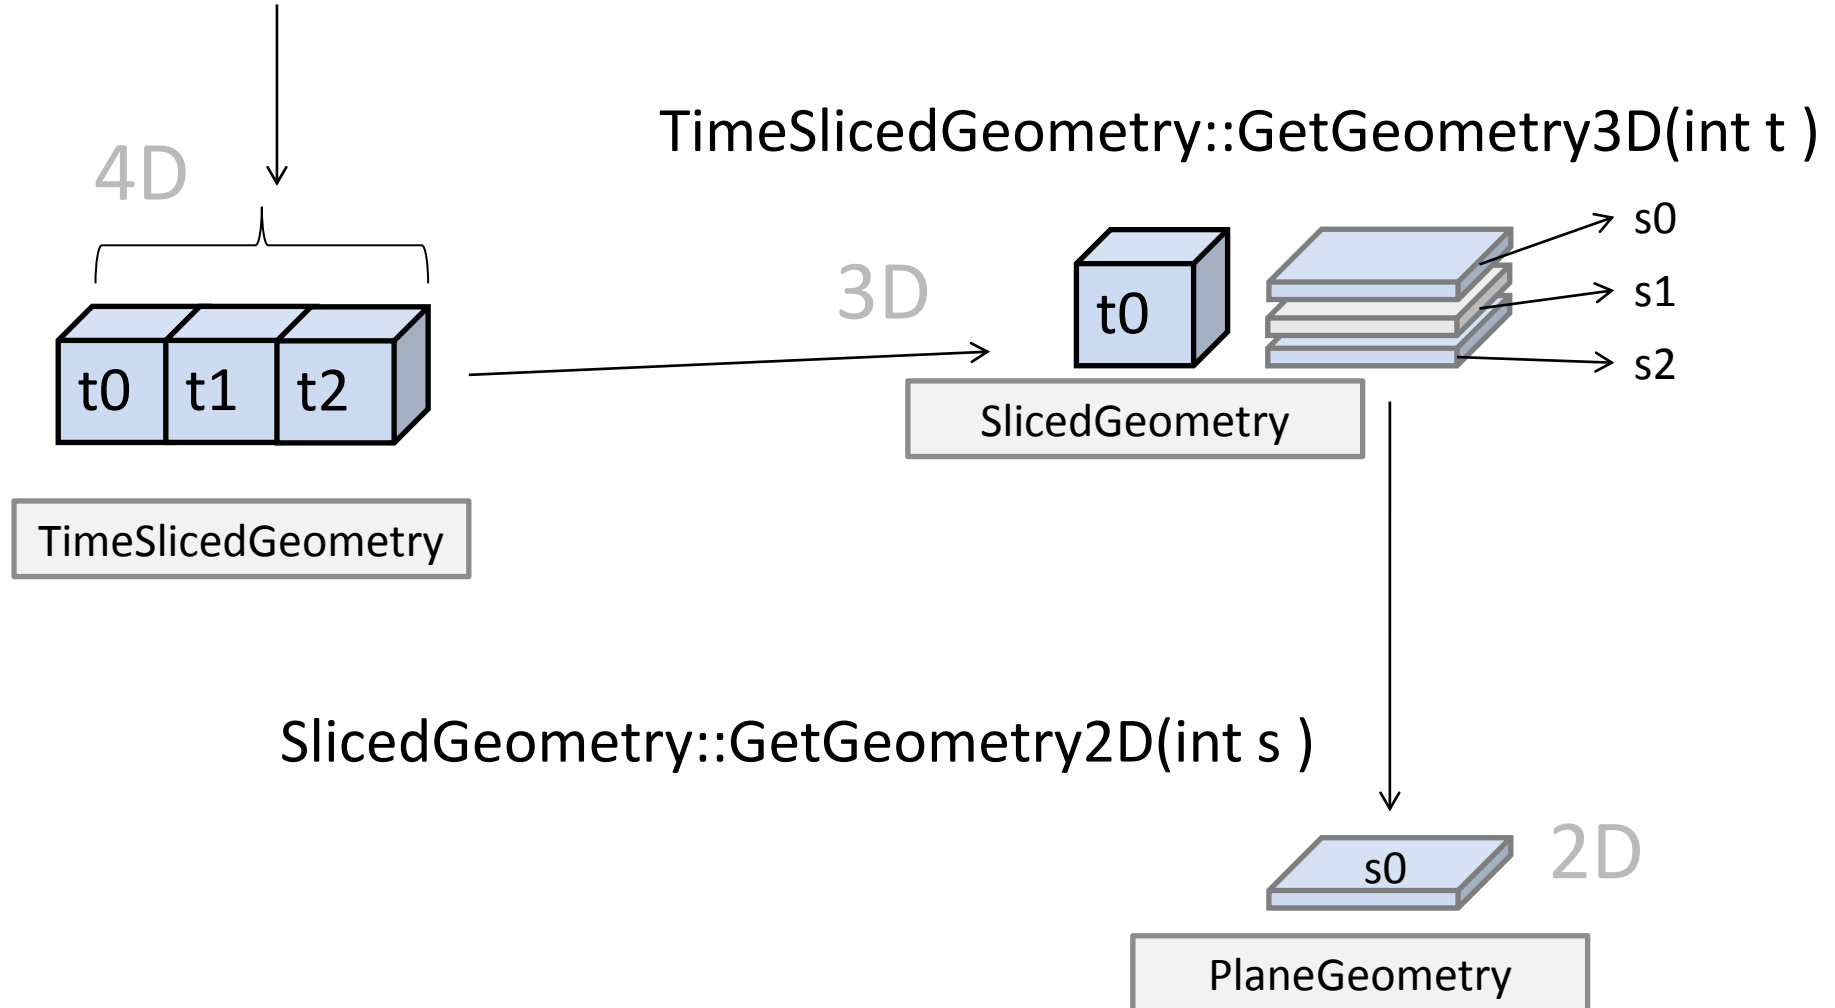 TimeSlicedGeometry::GetGeometry3D(int t )
4D
3D
t0
s0
s1
s2
t0
t1
t2
SlicedGeometry
TimeSlicedGeometry
SlicedGeometry::GetGeometry2D(int s )
s0
2D
PlaneGeometry